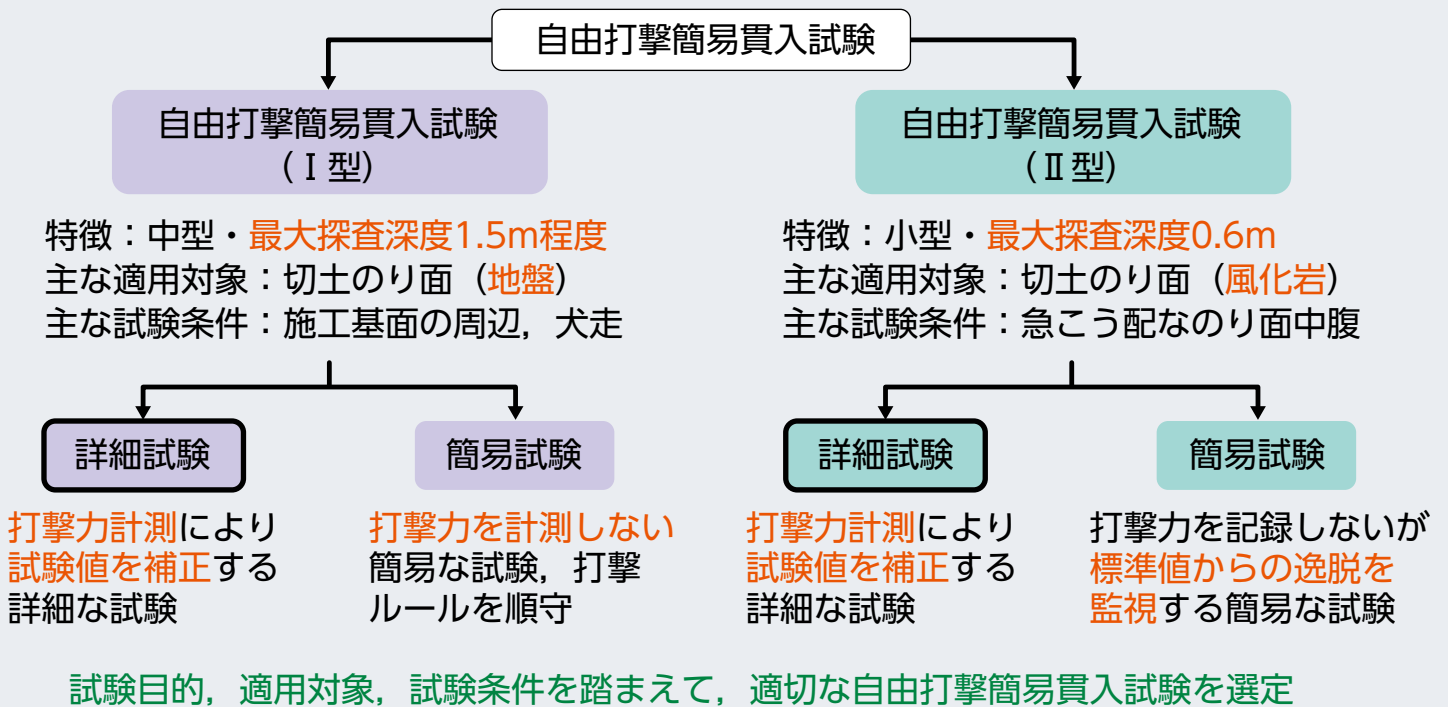 自由打撃簡易貫入試験
自由打撃簡易貫入試験
(Ⅰ型)
自由打撃簡易貫入試験
(Ⅱ型)
特徴：中型・最大探査深度1.5m程度
主な適用対象：切土のり面（地盤）
主な試験条件：施工基面の周辺，犬走
特徴：小型・最大探査深度0.6m
主な適用対象：切土のり面（風化岩）
主な試験条件：急こう配なのり面中腹
詳細試験
打撃力計測により
試験値を補正する
詳細な試験
簡易試験
打撃力を計測しない
簡易な試験，打撃
ルールを順守
詳細試験
打撃力計測により
試験値を補正する
詳細な試験
簡易試験
打撃力を記録しないが
標準値からの逸脱を
監視する簡易な試験
試験目的，適用対象，試験条件を踏まえて，適切な自由打撃簡易貫入試験を選定